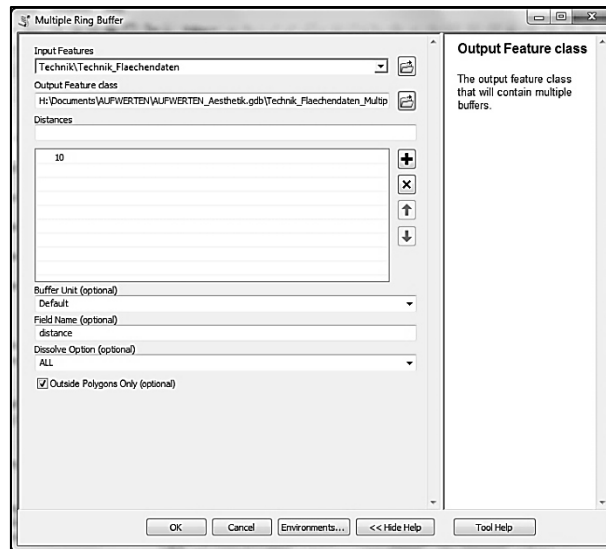 Multiple Ring Buffer
Input Features
Technik\Technik_Flaechendaten
Output Feature class
H:\Documents\AUFWERTEN\AUFWERTEN_Aesthetik.gdb\Technik_Flaechendaten_Multip
Distances
10
Buffer Unit (optional)
Default
Field Name (optional)
distance
Dissolve Option (optional)
ALL
Outside Polygons Only (optional)
OK
Cancel
Environments...
<< Hide Help
Output Feature class
The output feature class
that will contain multiple
buffers.
Tool Help